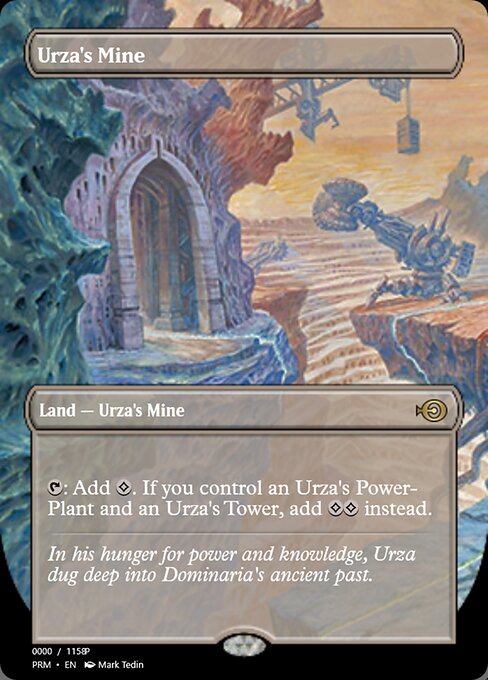 Urza's Mine
Land — Urza's Mine
: Add . If you control an Urza's Power-
Plant and an Urza's Tower, add instead.
In his hunger for power and knowledge, Urza
dug deep into Dominaria's ancient past.
0000 / 1158P
PRM • EN Mark Tedin